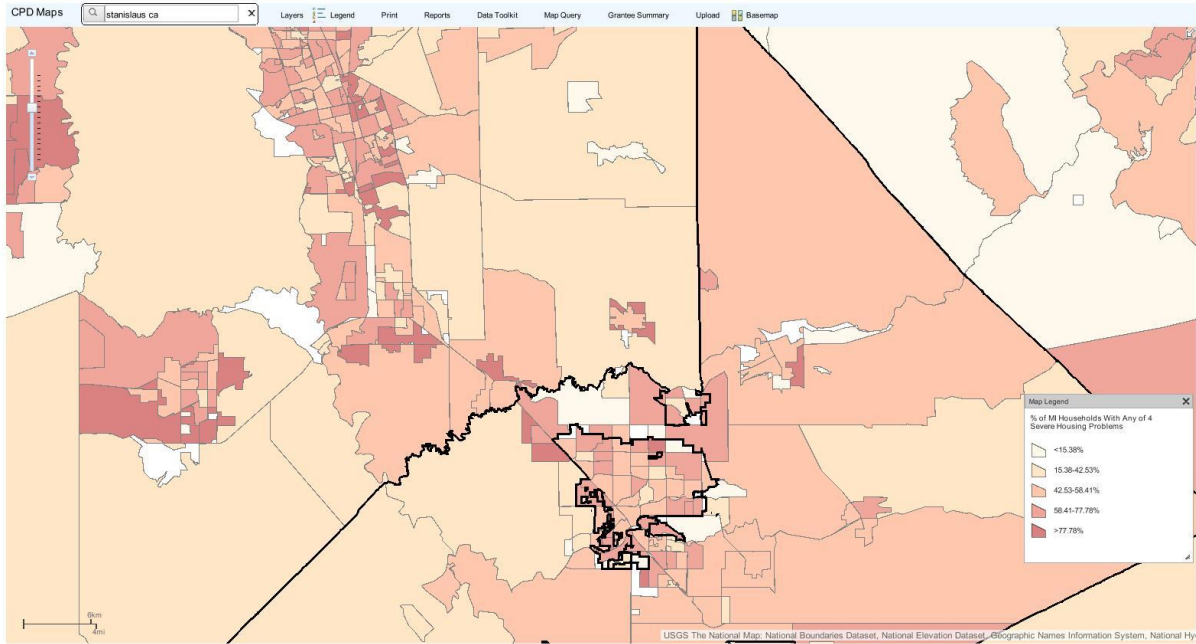 CPD Maps
stanislaus ca
X
Layers
Legend
Print
Reports
Data Toolkit
Map Query
Grantee Summary
Upload
Basemap
Map Legend
X
% of MI Households With Any of 4
Severe Housing Problems
<15.38%
15.38-42.53%
42.53-58.41%
58.41-77.78%
>77.78%
6km
4mi
USGS The National Map: National Boundaries Dataset, National Elevation Dataset, Geographic Names Information System, National Hy